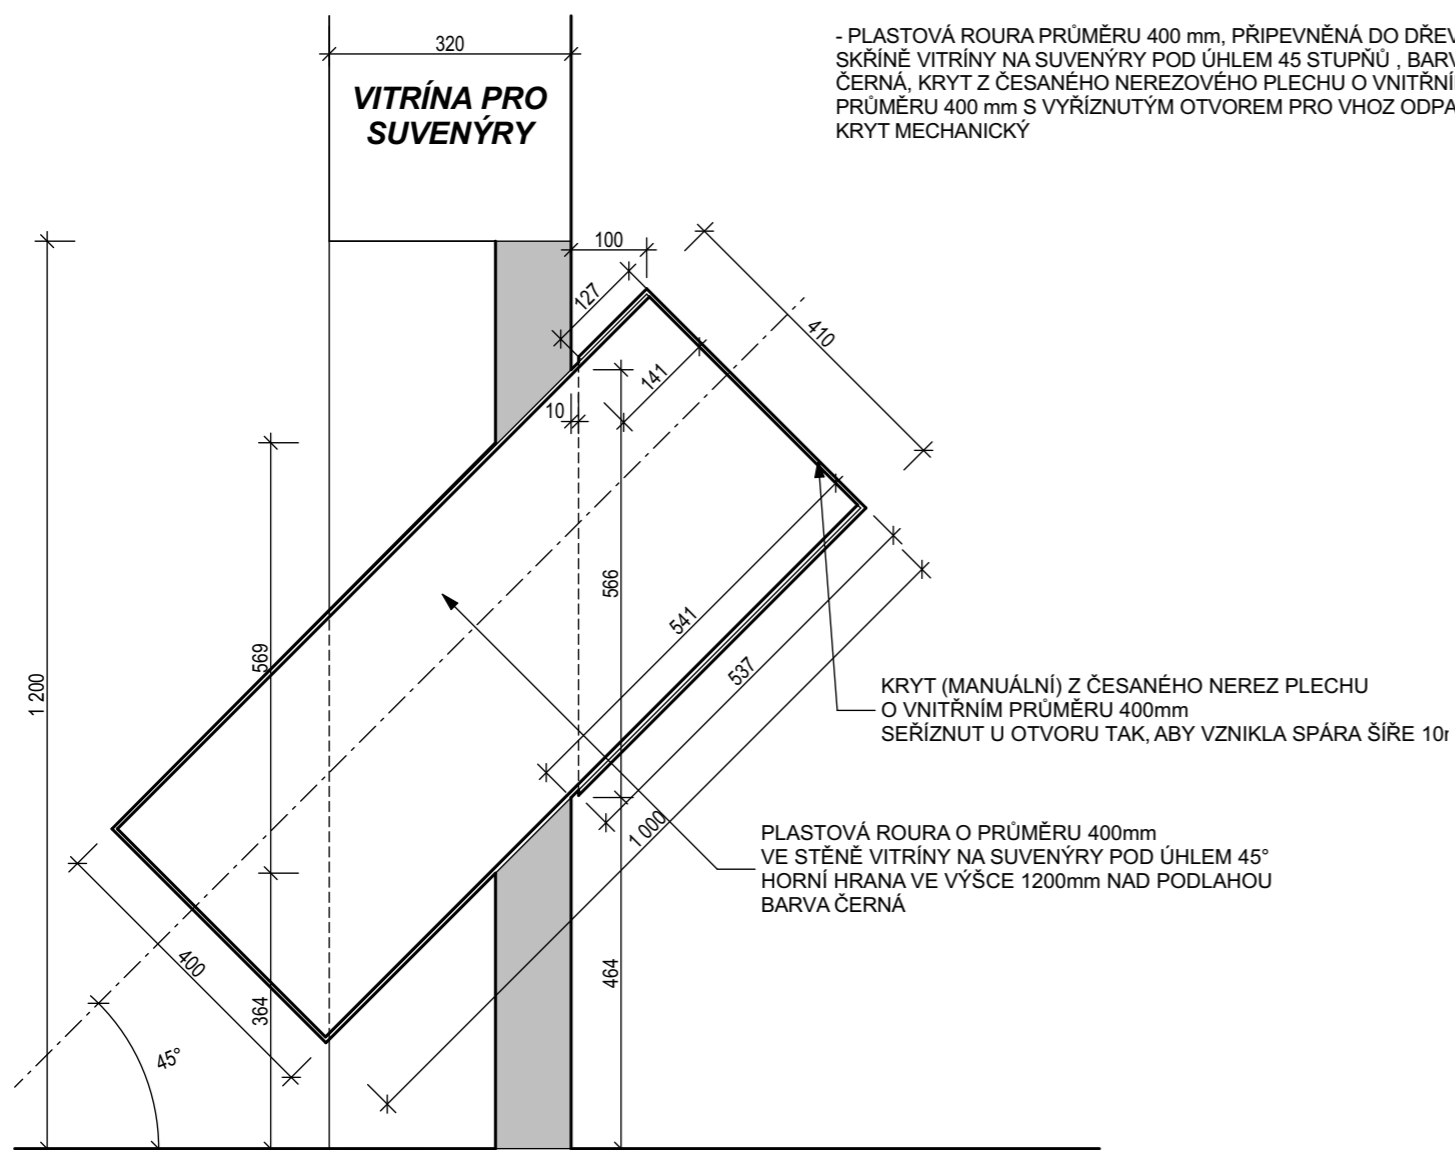 320
VITRÍNA PRO
SUVENÝRY
- PLASTOVÁ ROURA PRŮMĚRU 400 mm, PŘIPEVNĚNÁ DO DŘEV
SKŘÍNĚ VITRÍNY NA SUVENÝRY POD ÚHLEM 45 STUPŇŮ , BARV
ČERNÁ, KRYT Z ČESANÉHO NEREZOVÉHO PLECHU O VNITŘNÍ
PRŮMĚRU 400 mm S VYŘÍZNUTÝM OTVOREM PRO VHOZ ODPA
KRYT MECHANICKÝ
100
127
410
141
10
566
541
569
537
1 200
KRYT (MANUÁLNÍ) Z ČESANÉHO NEREZ PLECHU
O VNITŘNÍM PRŮMĚRU 400mm
SEŘÍZNUT U OTVORU TAK, ABY VZNIKLA SPÁRA ŠÍŘE 10r
1 000
PLASTOVÁ ROURA O PRŮMĚRU 400mm
VE STĚNĚ VITRÍNY NA SUVENÝRY POD ÚHLEM 45°
HORNÍ HRANA VE VÝŠCE 1200mm NAD PODLAHOU
BARVA ČERNÁ
400
464
364
45°